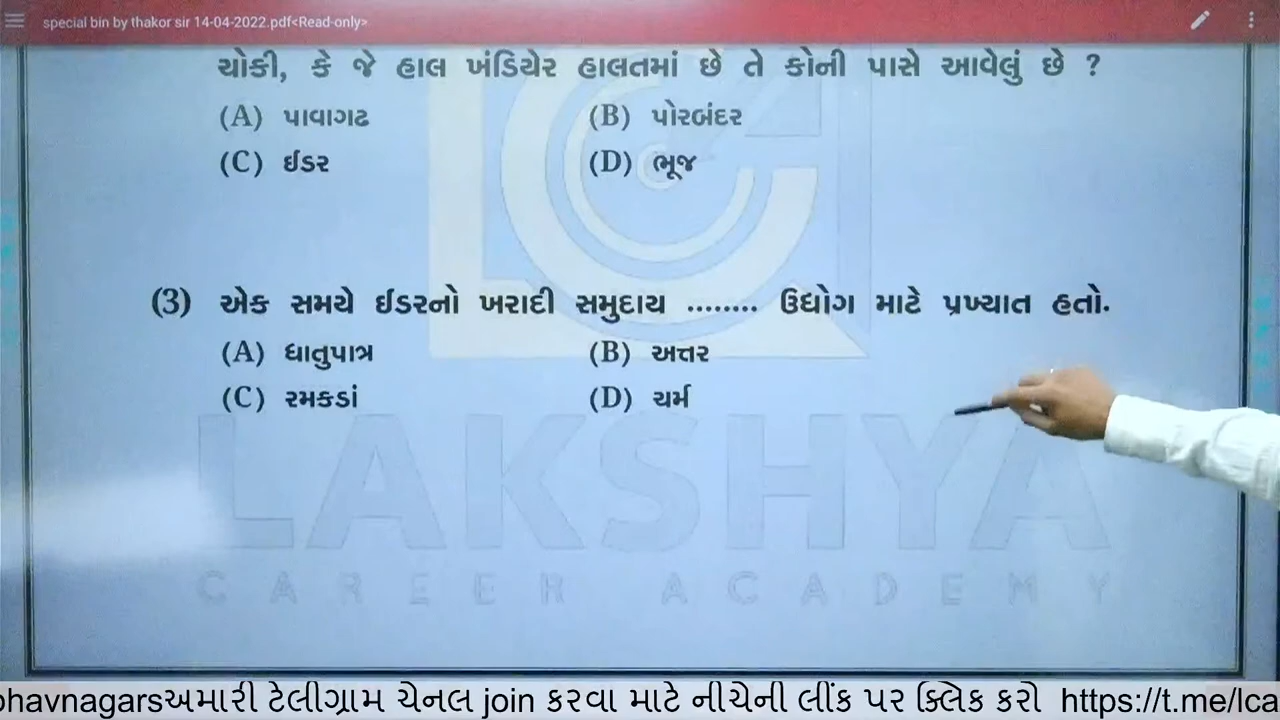 special bin by thakor sir 14-04-2022.pdf<Read-only>
ચોકી, કે જે હાલ ખંડિયેર હાલતમાં છે તે કોની પાસે આવેલું છે ?
(A) પાવાગઢ (B) પોરબંદર
(C) ઈડર (D) ભૂજ
(3) એક સમયે ઈડરનો ખરાદી સમુદાય ........ ઉદ્યોગ માટે પ્રખ્યાત હતો.
(A) ધાતુપાત્ર (B) અત્તર
(C) રમકડાં (D) ચર્મ
LAKSHYA
CAREER ACADEMY
bhavnagarsઅમારી ટેલીગ્રામ ચેનલ join કરવા માટે નીચેની લીંક પર ક્લિક કરો https://t.me/lca